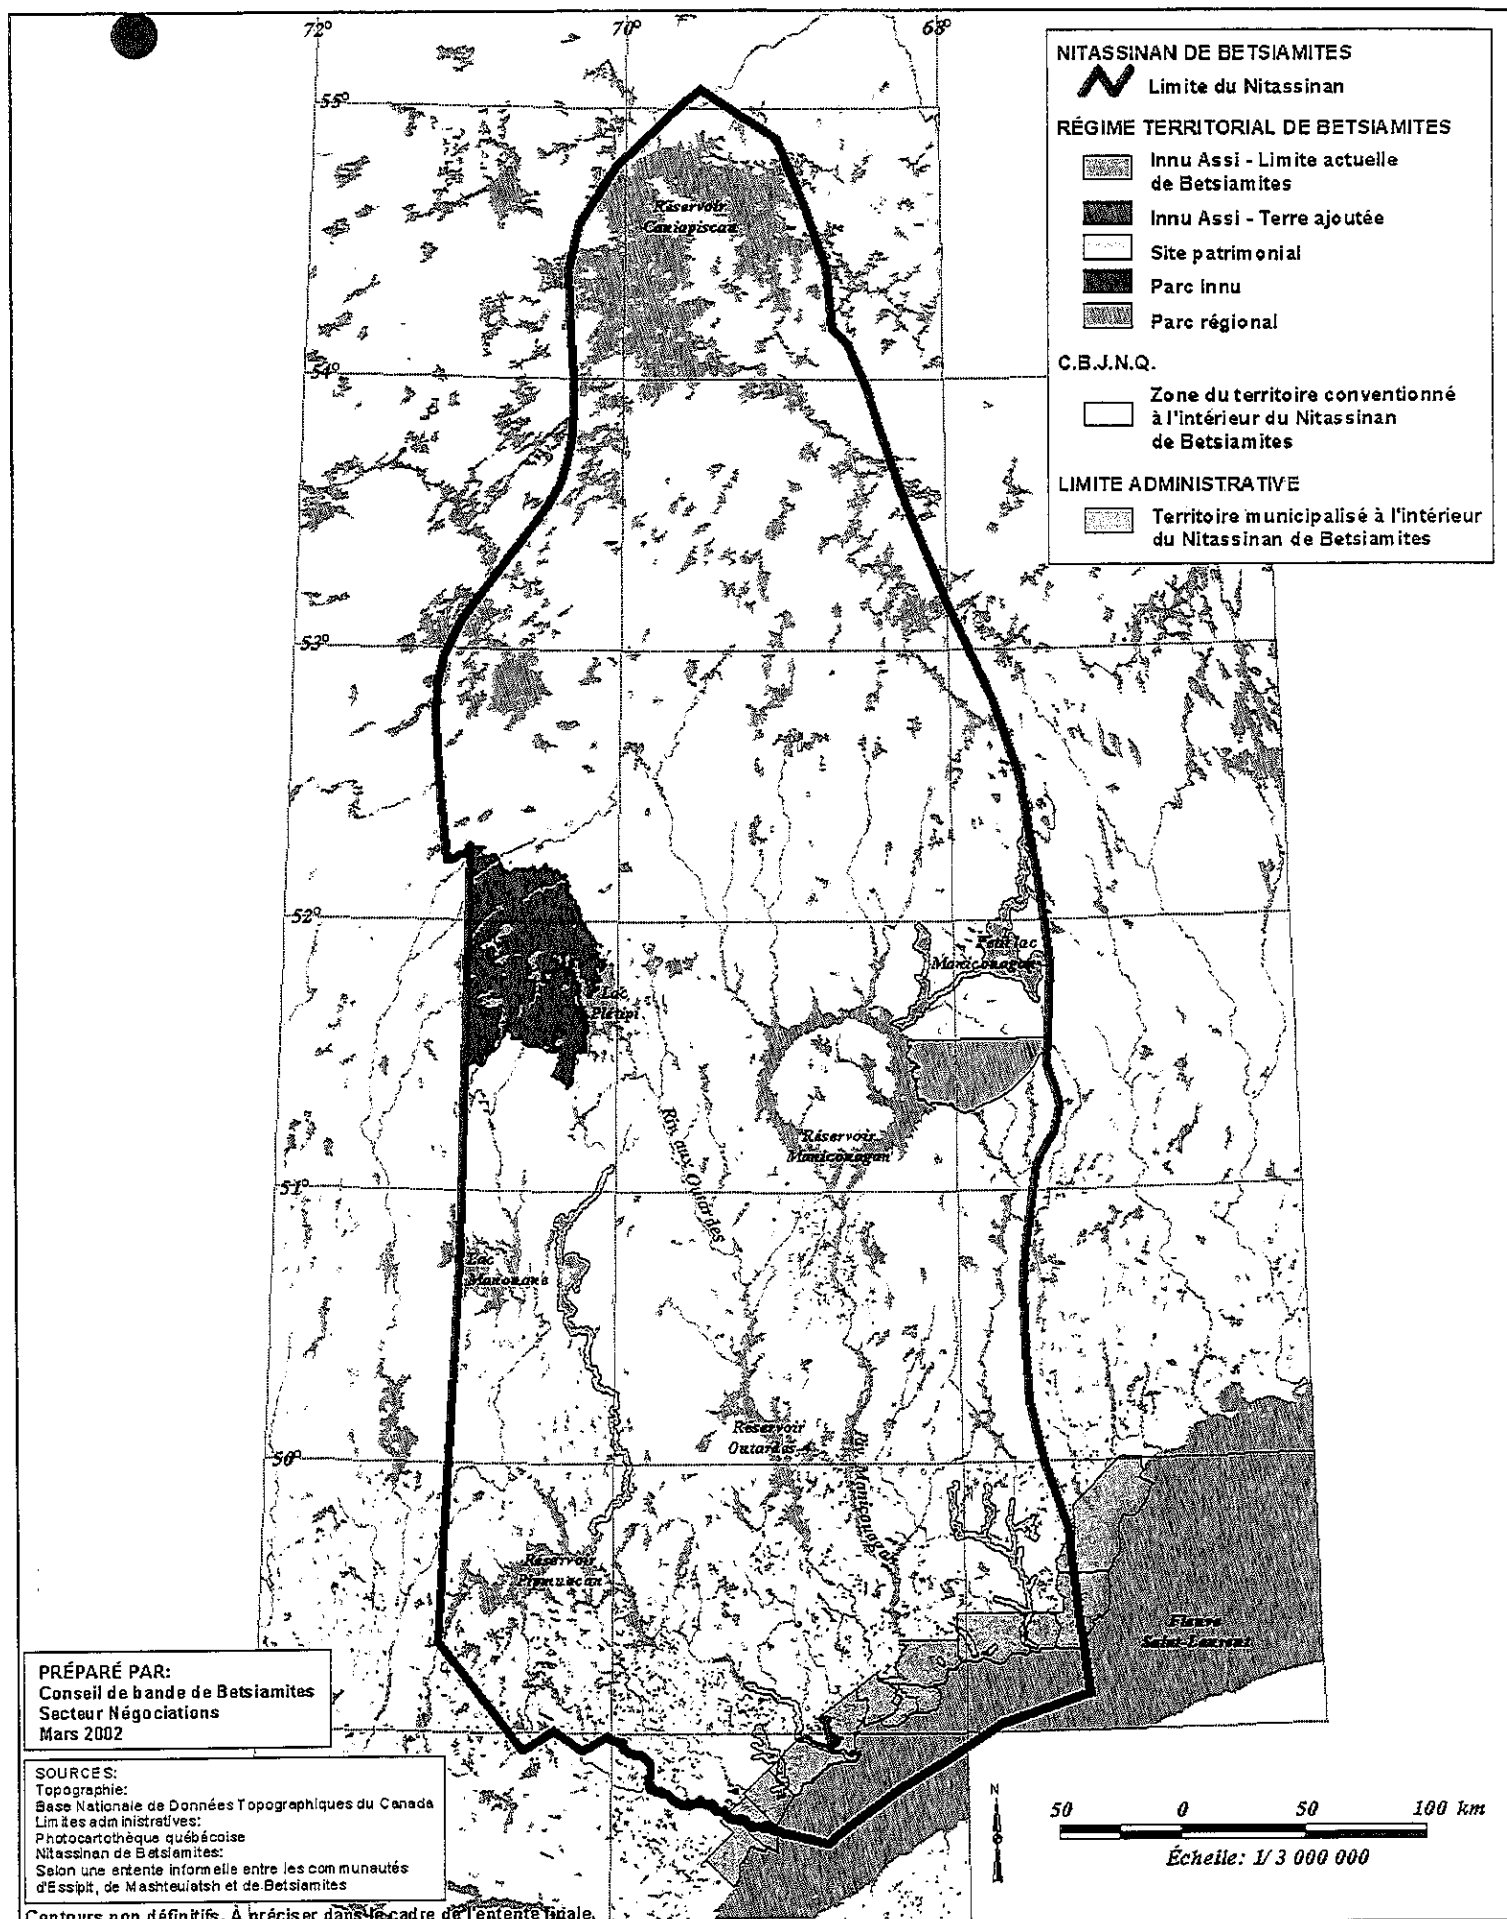 72°
70°
68°
55°
54°
53°
52°
51°
50°
NITASSINAN DE BETSIAMITES
Limite du Nitassinan
RÉGIME TERRITORIAL DE BETSIAMITES
Innu Assi - Limite actuelle
de Betsiamites
Innu Assi - Terre ajoutée
Site patrimonial
Parc innu
Parc régional
C.B.J.N.Q.
Zone du territoire conventionné
à l'intérieur du Nitassinan
de Betsiamites
LIMITE ADMINISTRATIVE
Territoire municipalisé à l'intérieur
du Nitassinan de Betsiamites
Réservoir
Caniapiscau
Petit lac
Manicouagan
Lac
Plétipi
Réservoir
Manicouagan
Riv. aux Outardes
Lac
Manouane
Réservoir
Outardes 4
Riv. Manicouagan
Réservoir
Pipmuacan
Fleuve
Saint-Laurent
PRÉPARÉ PAR:
Conseil de bande de Betsiamites
Secteur Négociations
Mars 2002
SOURCES:
Topographie:
Base Nationale de Données Topographiques du Canada
Limites administratives:
Photocartothèque québécoise
Nitassinan de Betsiamites:
Selon une entente informelle entre les communautés
d'Essipit, de Mashteuiatsh et de Betsiamites
N
50 0 50 100 km
Échelle: 1/ 3 000 000
Contours non définitifs. À préciser dans le cadre de l'entente finale.